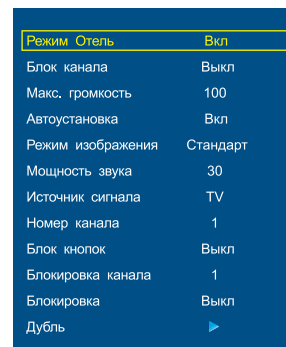 Режим Отель Вкл
Блок канала Выкл
Макс. громкость 100
Автоустановка Вкл
Режим изображения Стандарт
Мощность звука 30
Источник сигнала TV
Номер канала 1
Блок кнопок Выкл
Блокировка канала 1
Блокировка Выкл
Дубль